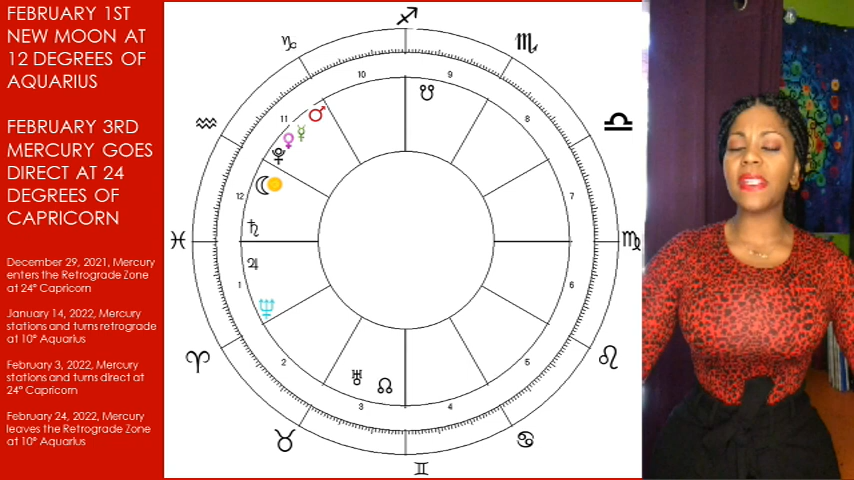 FEBRUARY 1ST
NEW MOON AT
12 DEGREES OF
AQUARIUS
FEBRUARY 3RD
MERCURY GOES
DIRECT AT 24
DEGREES OF
CAPRICORN
December 29, 2021, Mercury
enters the Retrograde Zone
at 24° Capricorn
January 14, 2022, Mercury
stations and turns retrograde
at 10° Aquarius
February 3, 2022, Mercury
stations and turns direct at
24° Capricorn
February 24, 2022, Mercury
leaves the Retrograde Zone
at 10° Aquarius
♐
♑
♏
10
9
11
8
♒
♎
12
7
♓
♍
1
6
2
5
♈
♌
3
4
♉
♋
♊